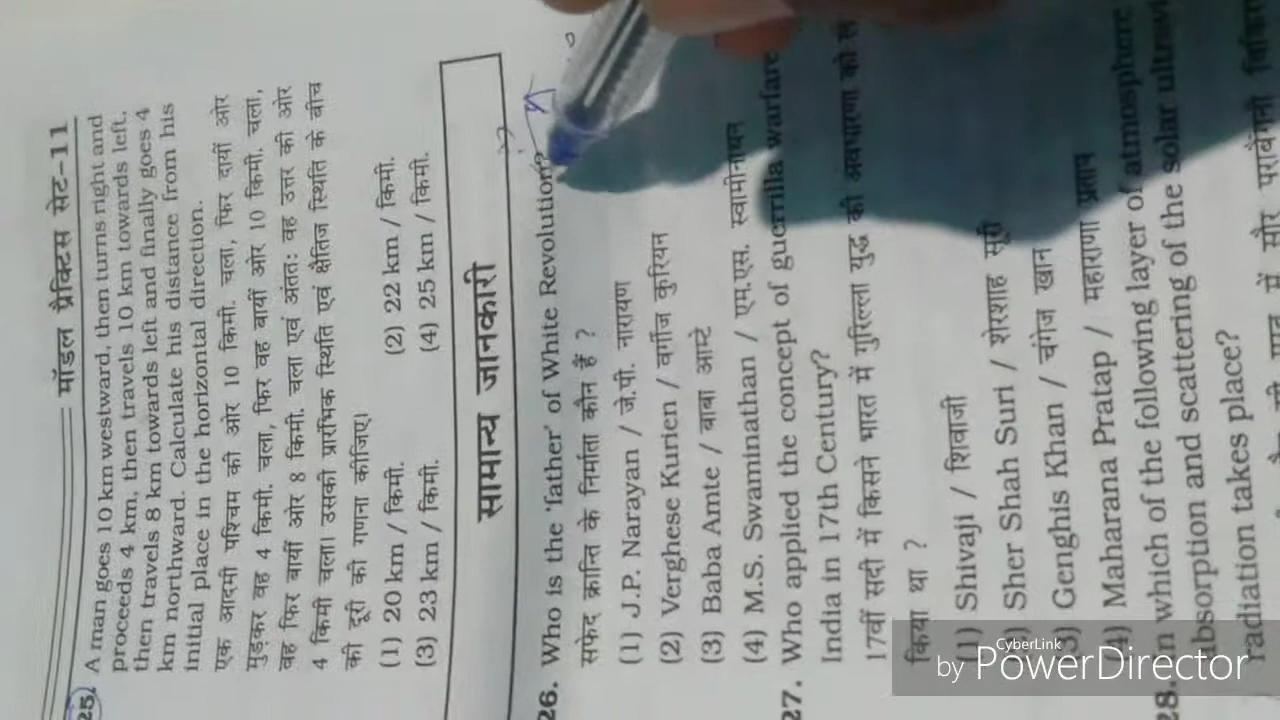 मॉडल प्रैक्टिस सेट-11
25. A man goes 10 km westward, then turns right and
proceeds 4 km, then travels 10 km towards left,
then travels 8 km towards left and finally goes 4
km northward. Calculate his distance from his
initial place in the horizontal direction.
एक आदमी पश्चिम की ओर 10 किमी. चला, फिर दायीं ओर
मुड़कर वह 4 किमी. चला, फिर वह बायीं ओर 10 किमी. चला,
वह फिर बायीं ओर 8 किमी. चला एवं अंततः वह उत्तर की ओर
4 किमी चला। उसकी प्रारंभिक स्थिति एवं क्षैतिज स्थिति के बीच
की दूरी की गणना कीजिए।
(1) 20 km / किमी. (2) 22 km / किमी.
(3) 23 km / किमी. (4) 25 km / किमी.
सामान्य जानकारी
26. Who is the 'father' of White Revolution?
सफेद क्रान्ति के निर्माता कौन हैं ?
(1) J.P. Narayan / जे.पी. नारायण
(2) Verghese Kurien / वर्गीज कुरियन
(3) Baba Amte / बाबा आम्टे
(4) M.S. Swaminathan / एम.एस. स्वामीनाथन
27. Who applied the concept of guerrilla warfare
India in 17th Century?
17वीं सदी में किसने भारत में गुरिल्ला युद्ध की अवधारणा को
किया था ?
(1) Shivaji / शिवाजी
(2) Sher Shah Suri / शेरशाह सूरी
(3) Genghis Khan / चंगेज खान
(4) Maharana Pratap / महाराणा प्रताप
28. In which of the following layer of atmosphere
absorption and scattering of the solar
radiation takes place?
में सौर पराबैंगनी
CyberLink
by PowerDirector